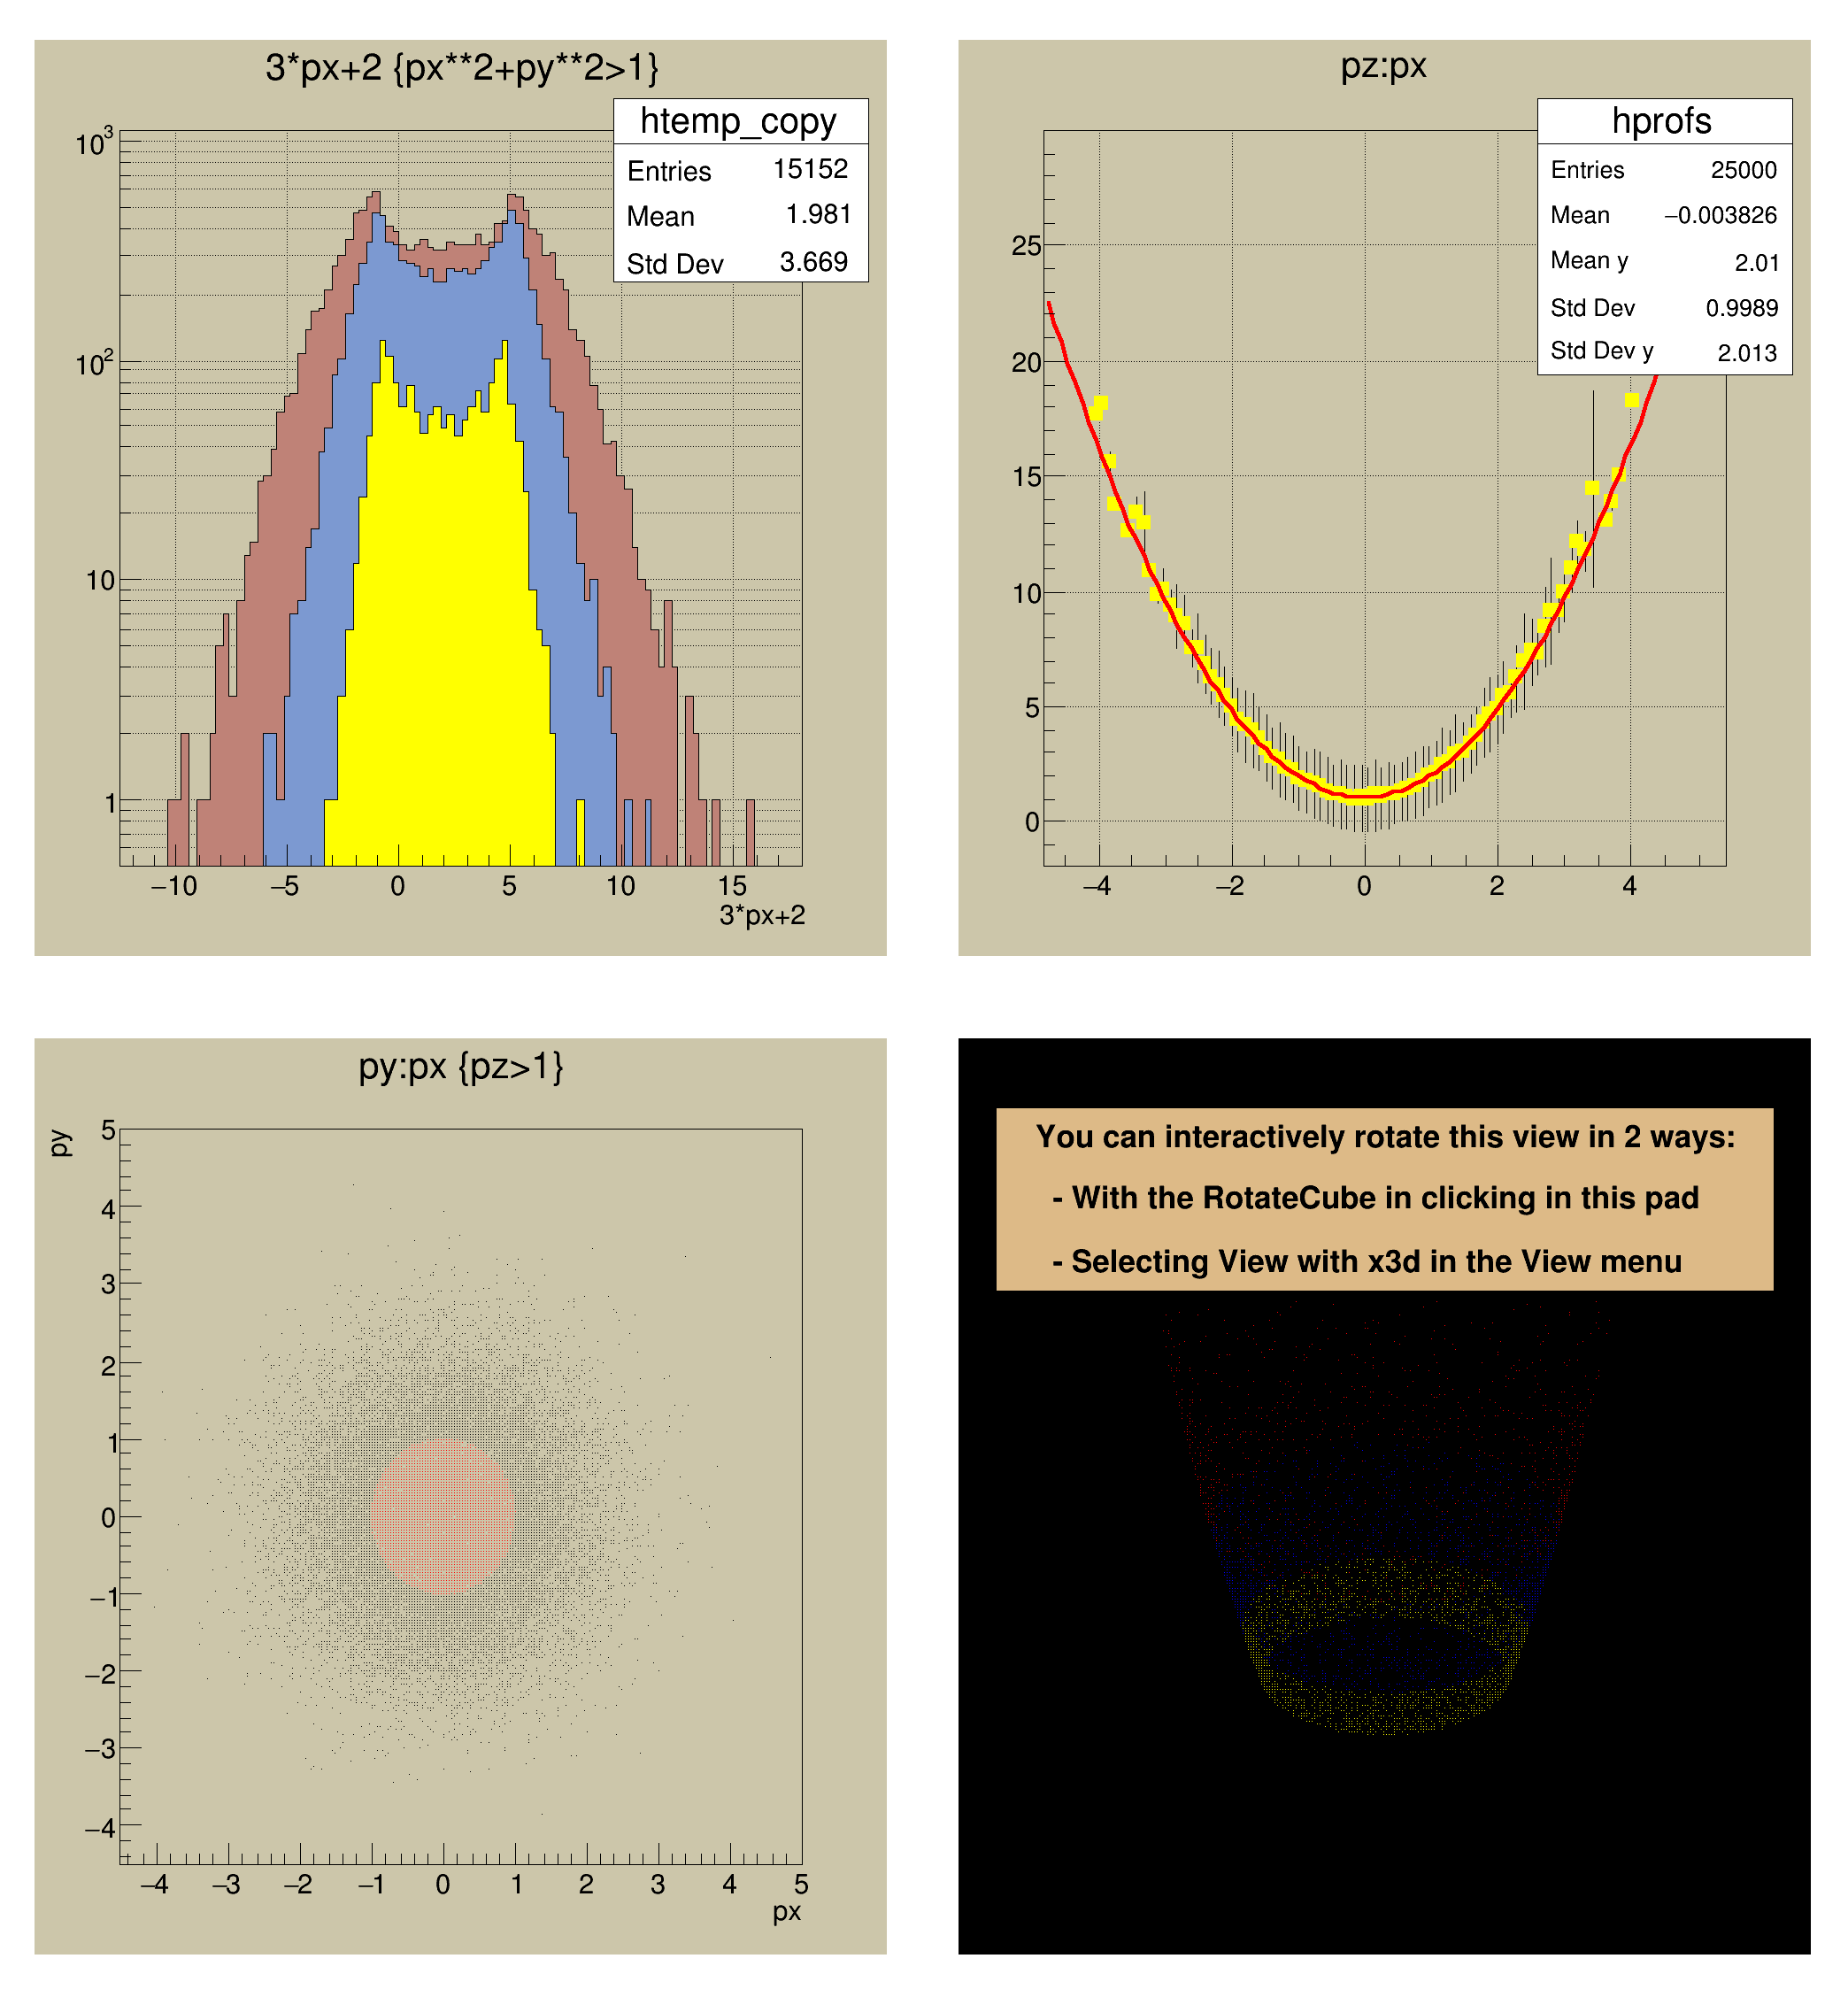 3*px+2 {px**2+py**2>1}
htemp_copy
Entries 15152
Mean 1.981
Std Dev 3.669
10^3
10^2
10
1
−10 −5 0 5 10 15
3*px+2
pz:px
hprofs
Entries 25000
Mean −0.003826
Mean y 2.01
Std Dev 0.9989
Std Dev y 2.013
25
20
15
10
5
0
−4 −2 0 2 4
py:px {pz>1}
py
5
4
3
2
1
0
−1
−2
−3
−4
−4 −3 −2 −1 0 1 2 3 4 5
px
You can interactively rotate this view in 2 ways:
- With the RotateCube in clicking in this pad
- Selecting View with x3d in the View menu